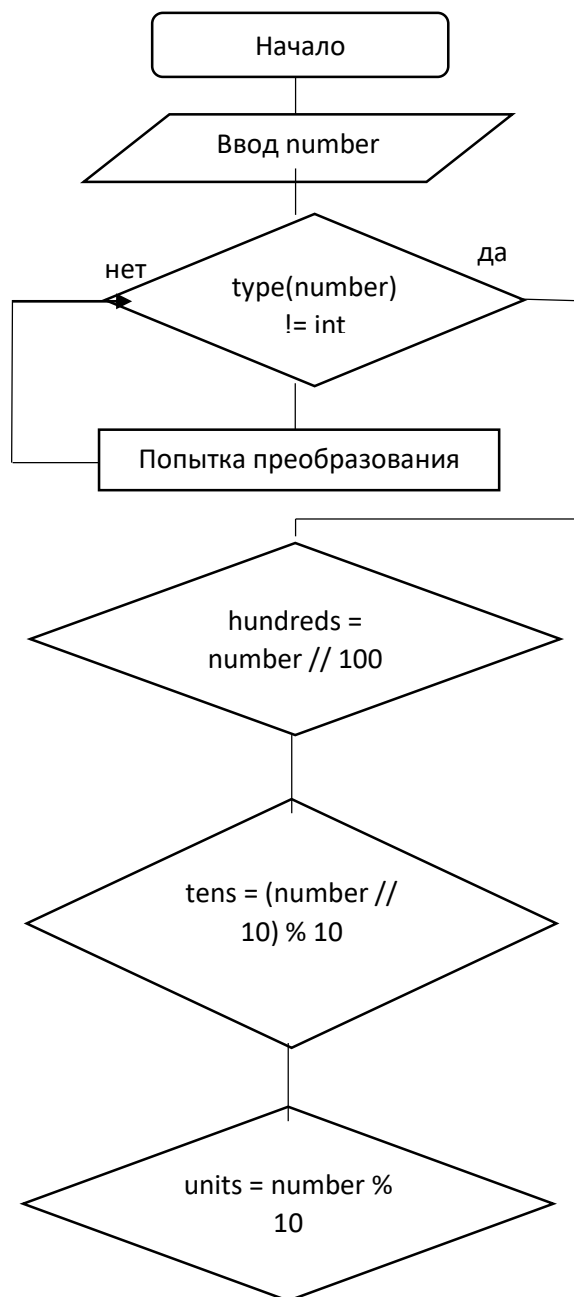 Начало
Ввод number
нет
да
type(number)
!= int
Попытка преобразования
hundreds =
number // 100
tens = (number //
10) % 10
units = number %
10